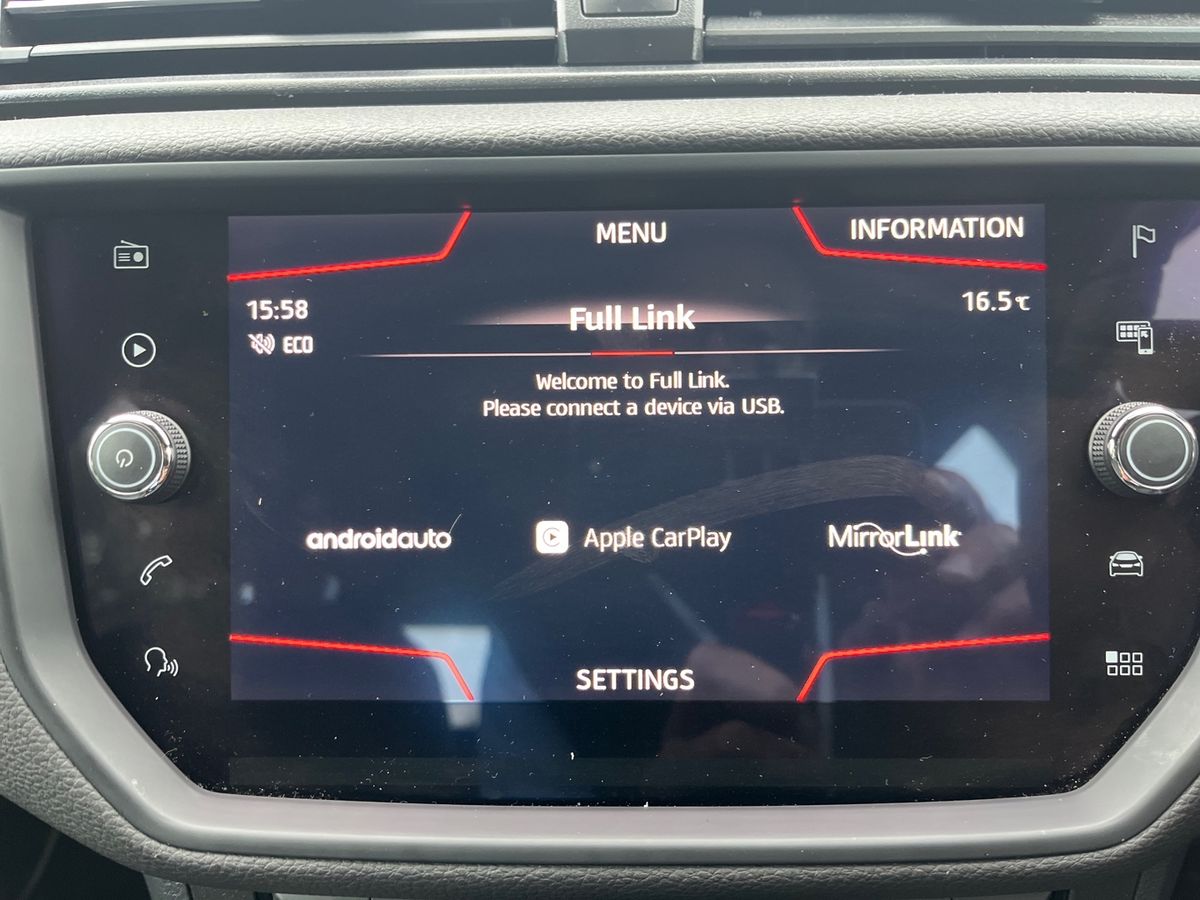 MENU
INFORMATION
15:58
16.5℃
Full Link
ECO
Welcome to Full Link.
Please connect a device via USB.
androidauto
Apple CarPlay
MirrorLink
SETTINGS